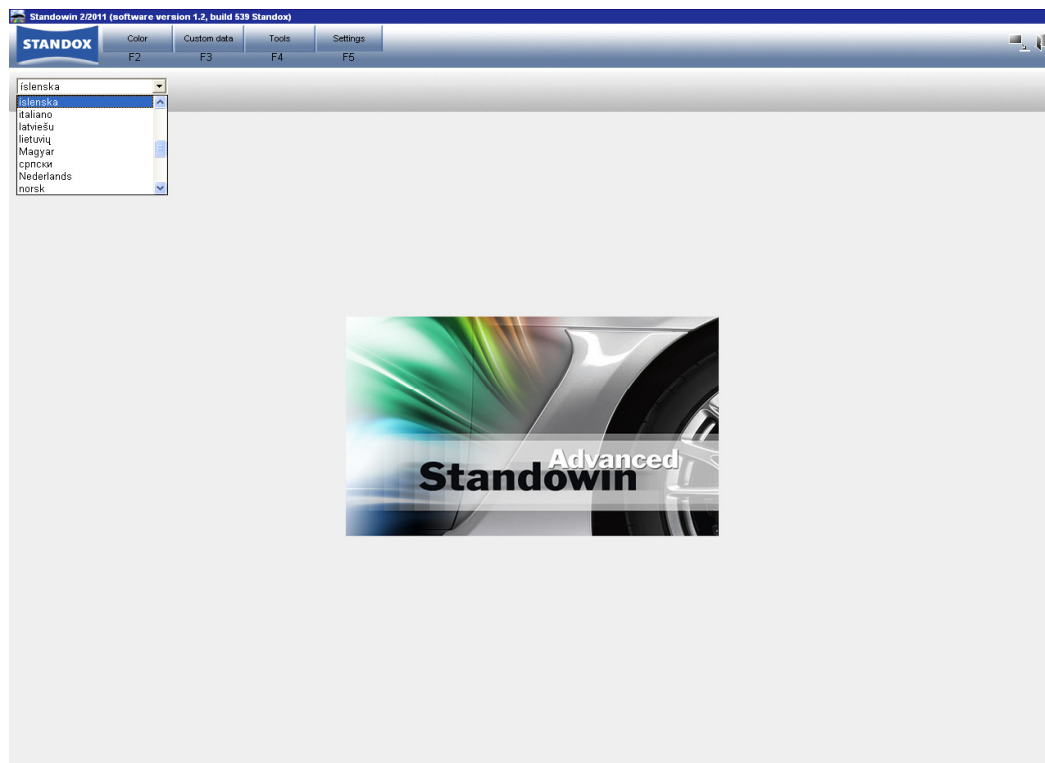 Standowin 2/2011 (software version 1.2, build 539 Standox)
STANDOX
Color
Custom data
Tools
Settings
F2
F3
F4
F5
íslenska
íslenska
italiano
latviešu
lietuvių
Magyar
српски
Nederlands
norsk
Advanced
Standowin